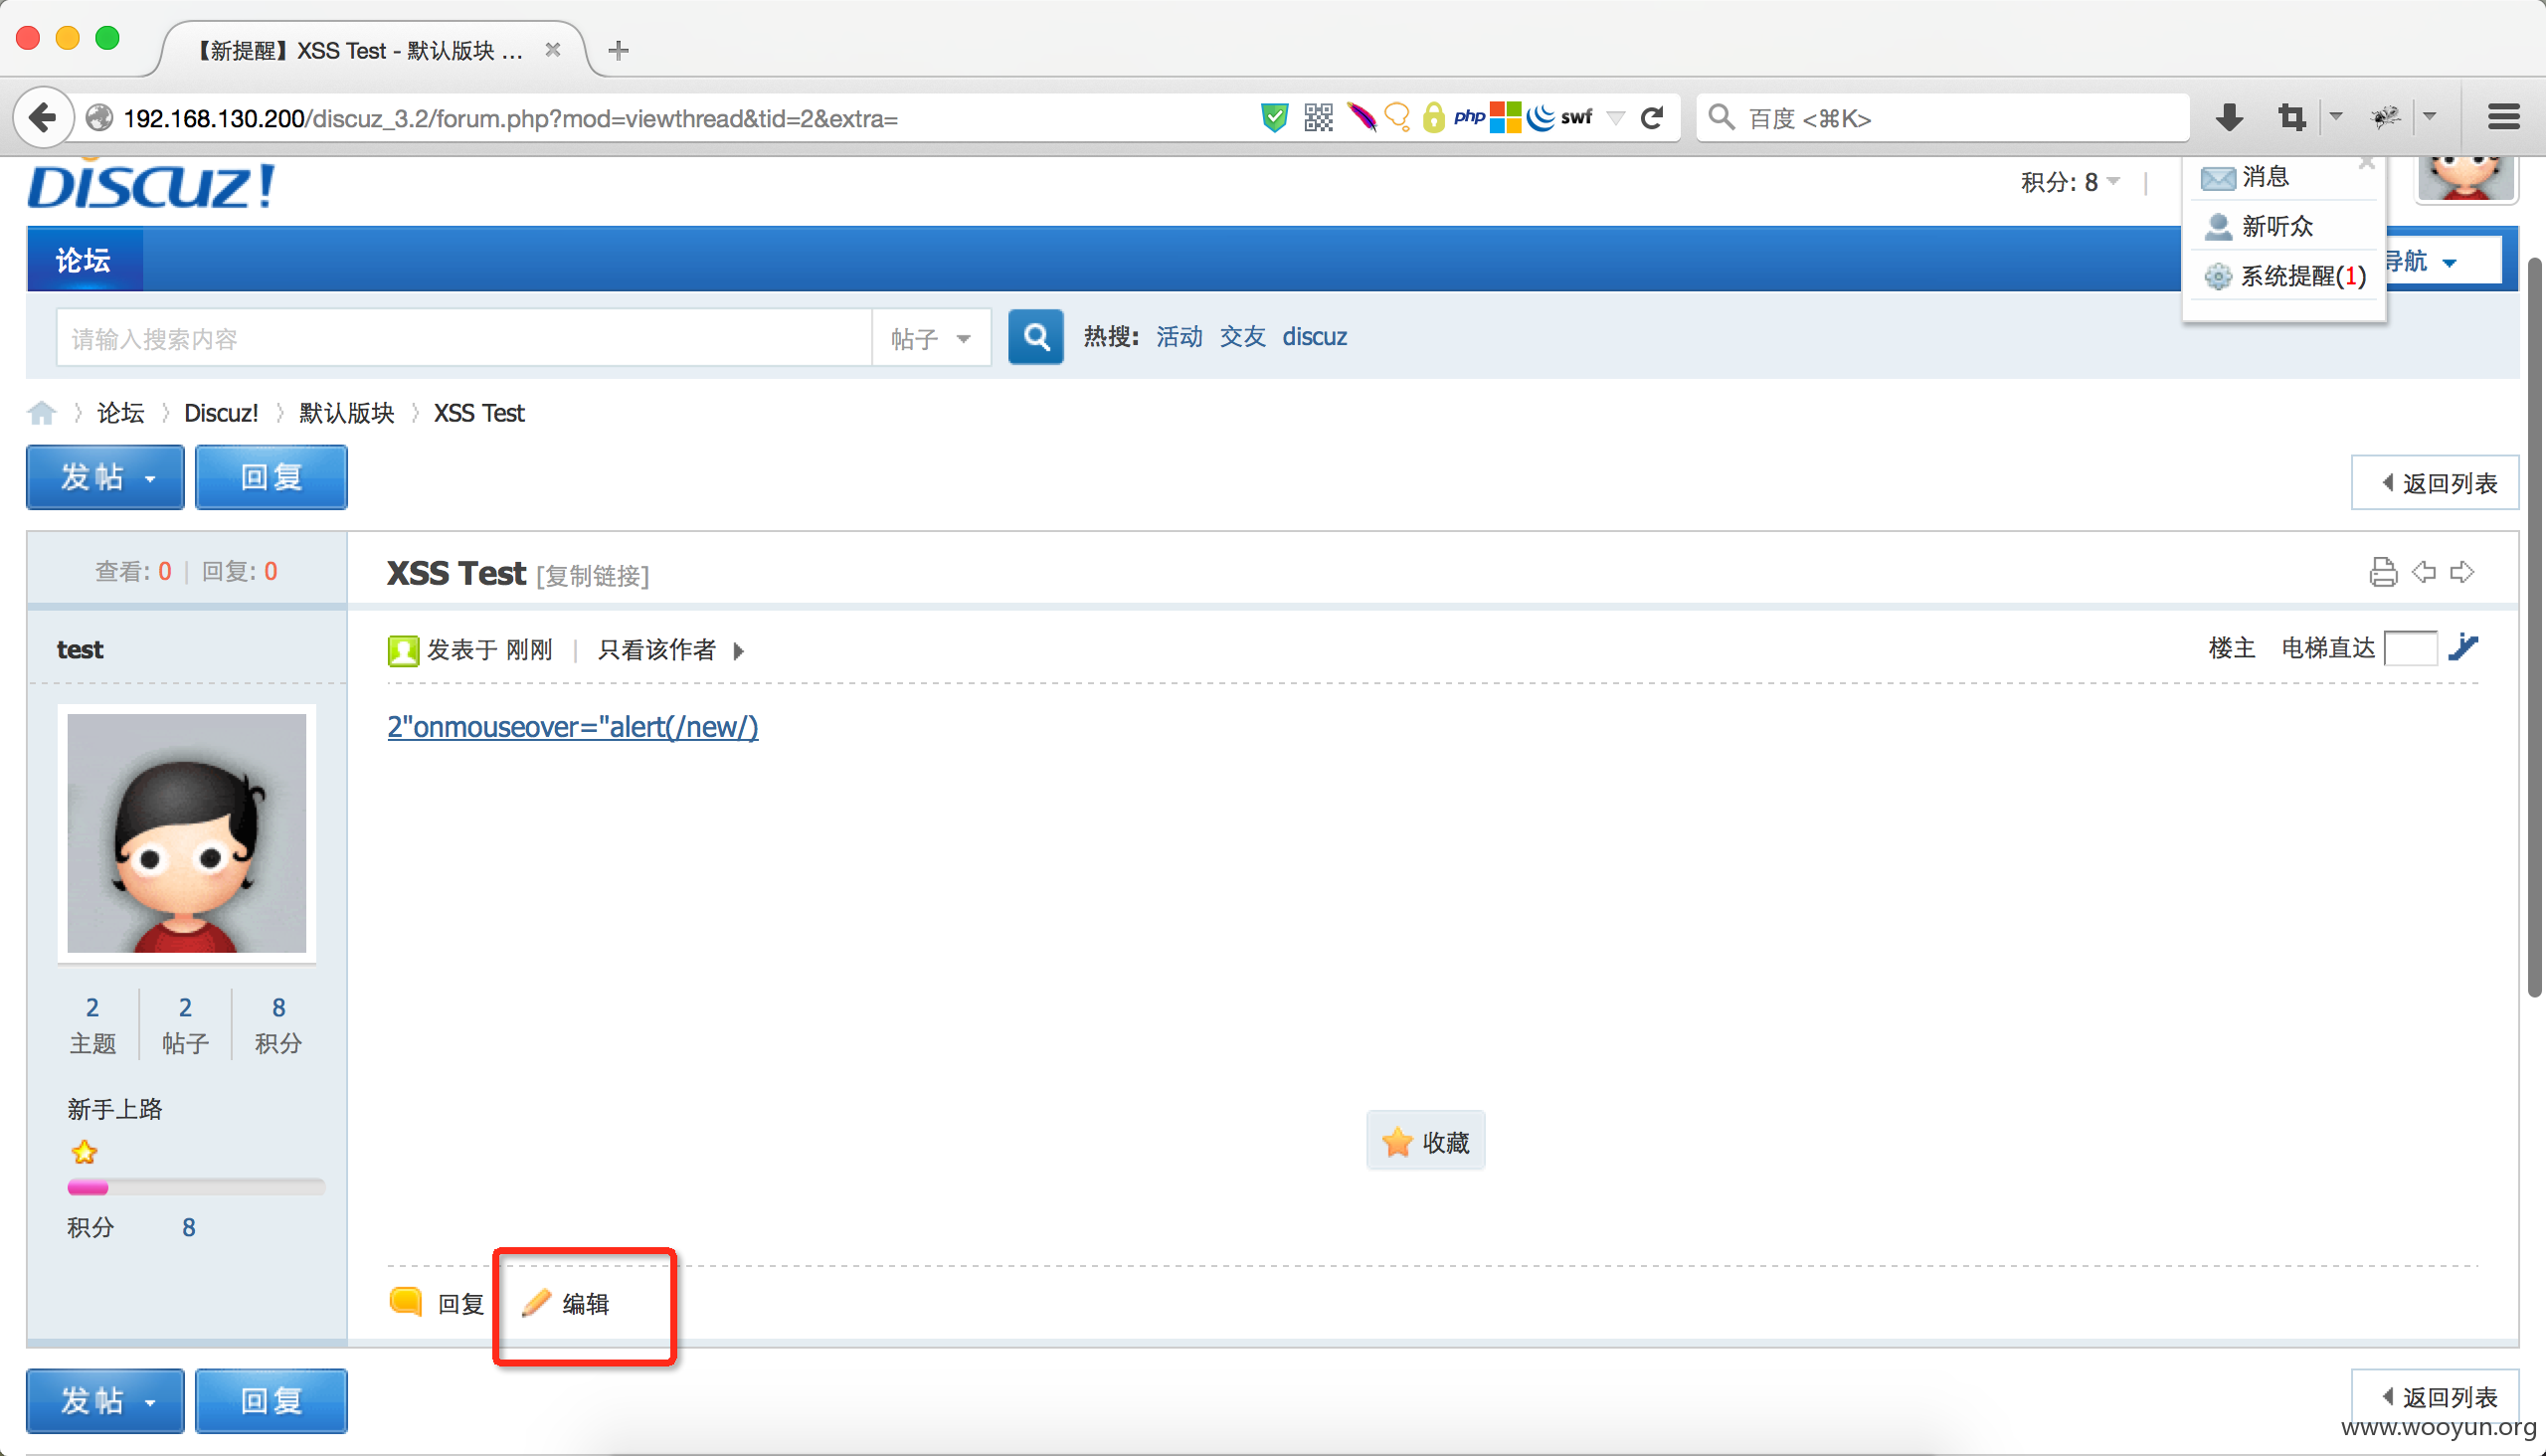 【新提醒】XSS Test - 默认版块 ...
192.168.130.200/discuz_3.2/forum.php?mod=viewthread&tid=2&extra=
php
swf
百度 <⌘K>
DISCUZ!
积分: 8
消息
新听众
系统提醒(1)
论坛
导航
请输入搜索内容
帖子
热搜: 活动 交友 discuz
论坛 〉 Discuz! 〉 默认版块 〉 XSS Test
发帖
回复
返回列表
查看: 0 | 回复: 0
XSS Test [复制链接]
test
发表于 刚刚 | 只看该作者
楼主 电梯直达
2"onmouseover="alert(/new/)
2 2 8
主题 帖子 积分
新手上路
积分 8
收藏
回复
编辑
发帖
回复
返回列表
www.wooyun.org